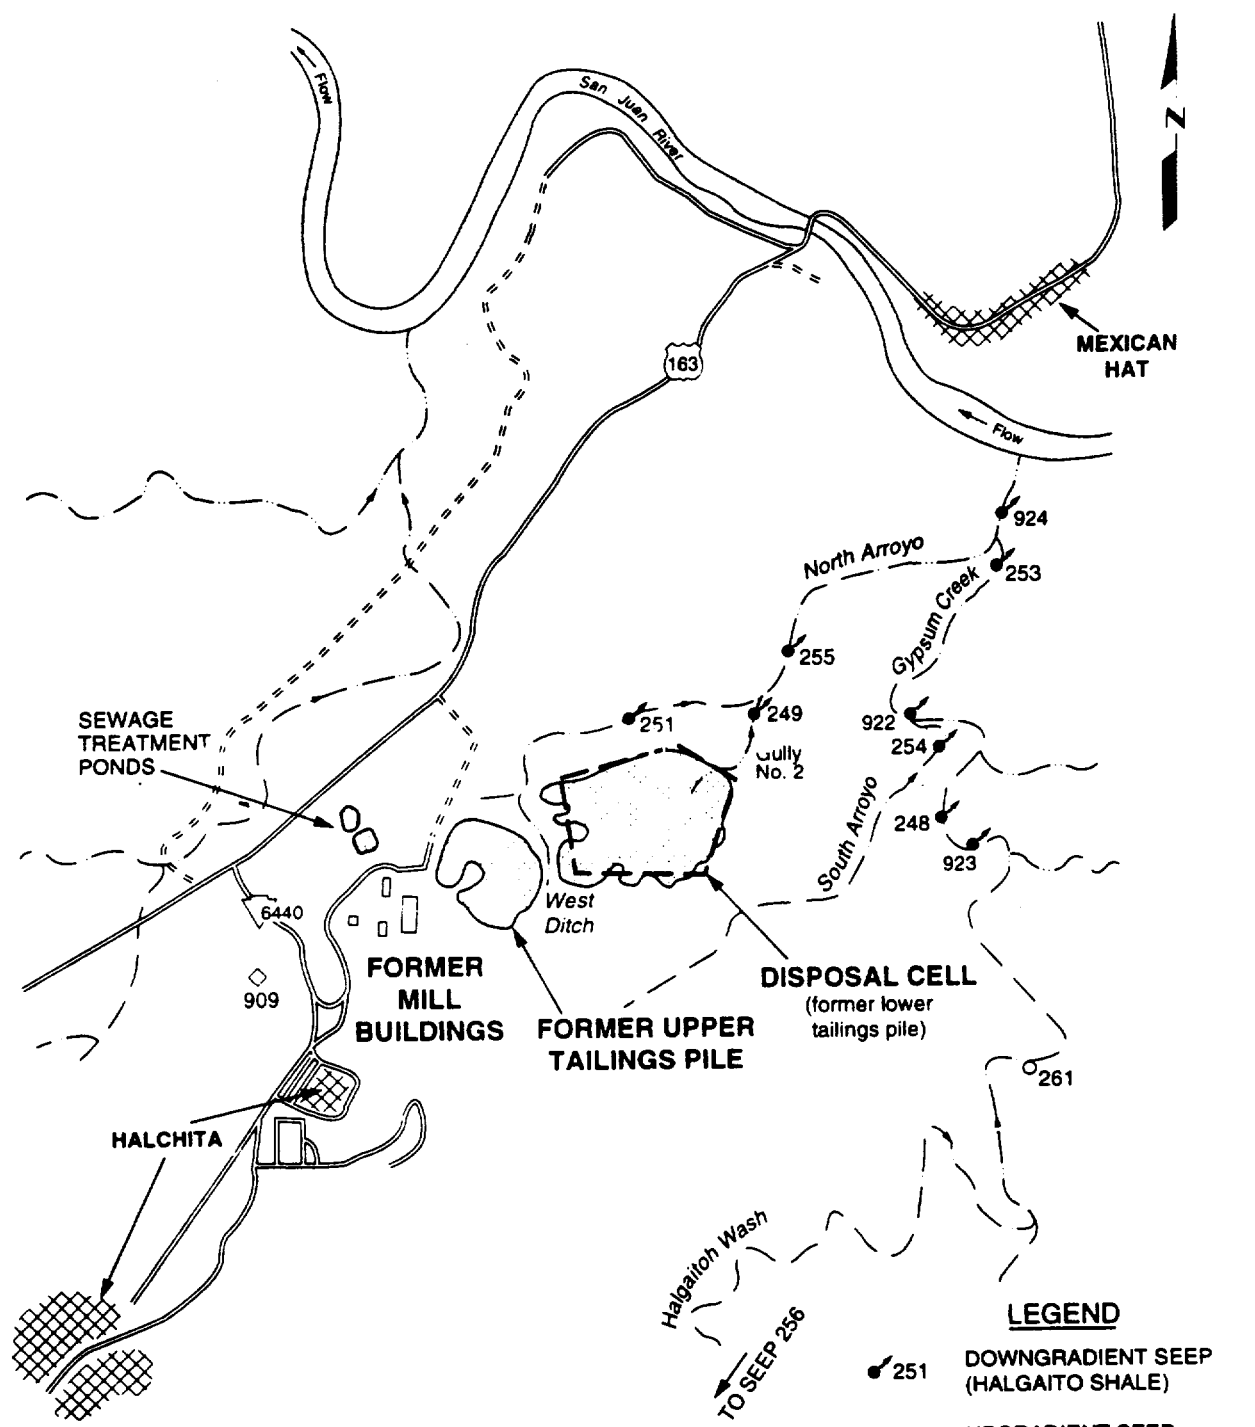 Flow
San Juan River
N
163
MEXICAN
HAT
Flow
924
North Arroyo
253
Gypsum Creek
255
SEWAGE
TREATMENT
PONDS
251
249
922
254
Gully
No. 2
South Arroyo
248
923
6440
West
Ditch
909
FORMER
MILL
BUILDINGS
FORMER UPPER
TAILINGS PILE
DISPOSAL CELL
(former lower
tailings pile)
261
HALCHITA
Halgaitoh Wash
TO SEEP 256
LEGEND
251
DOWNGRADIENT SEEP
(HALGAITO SHALE)